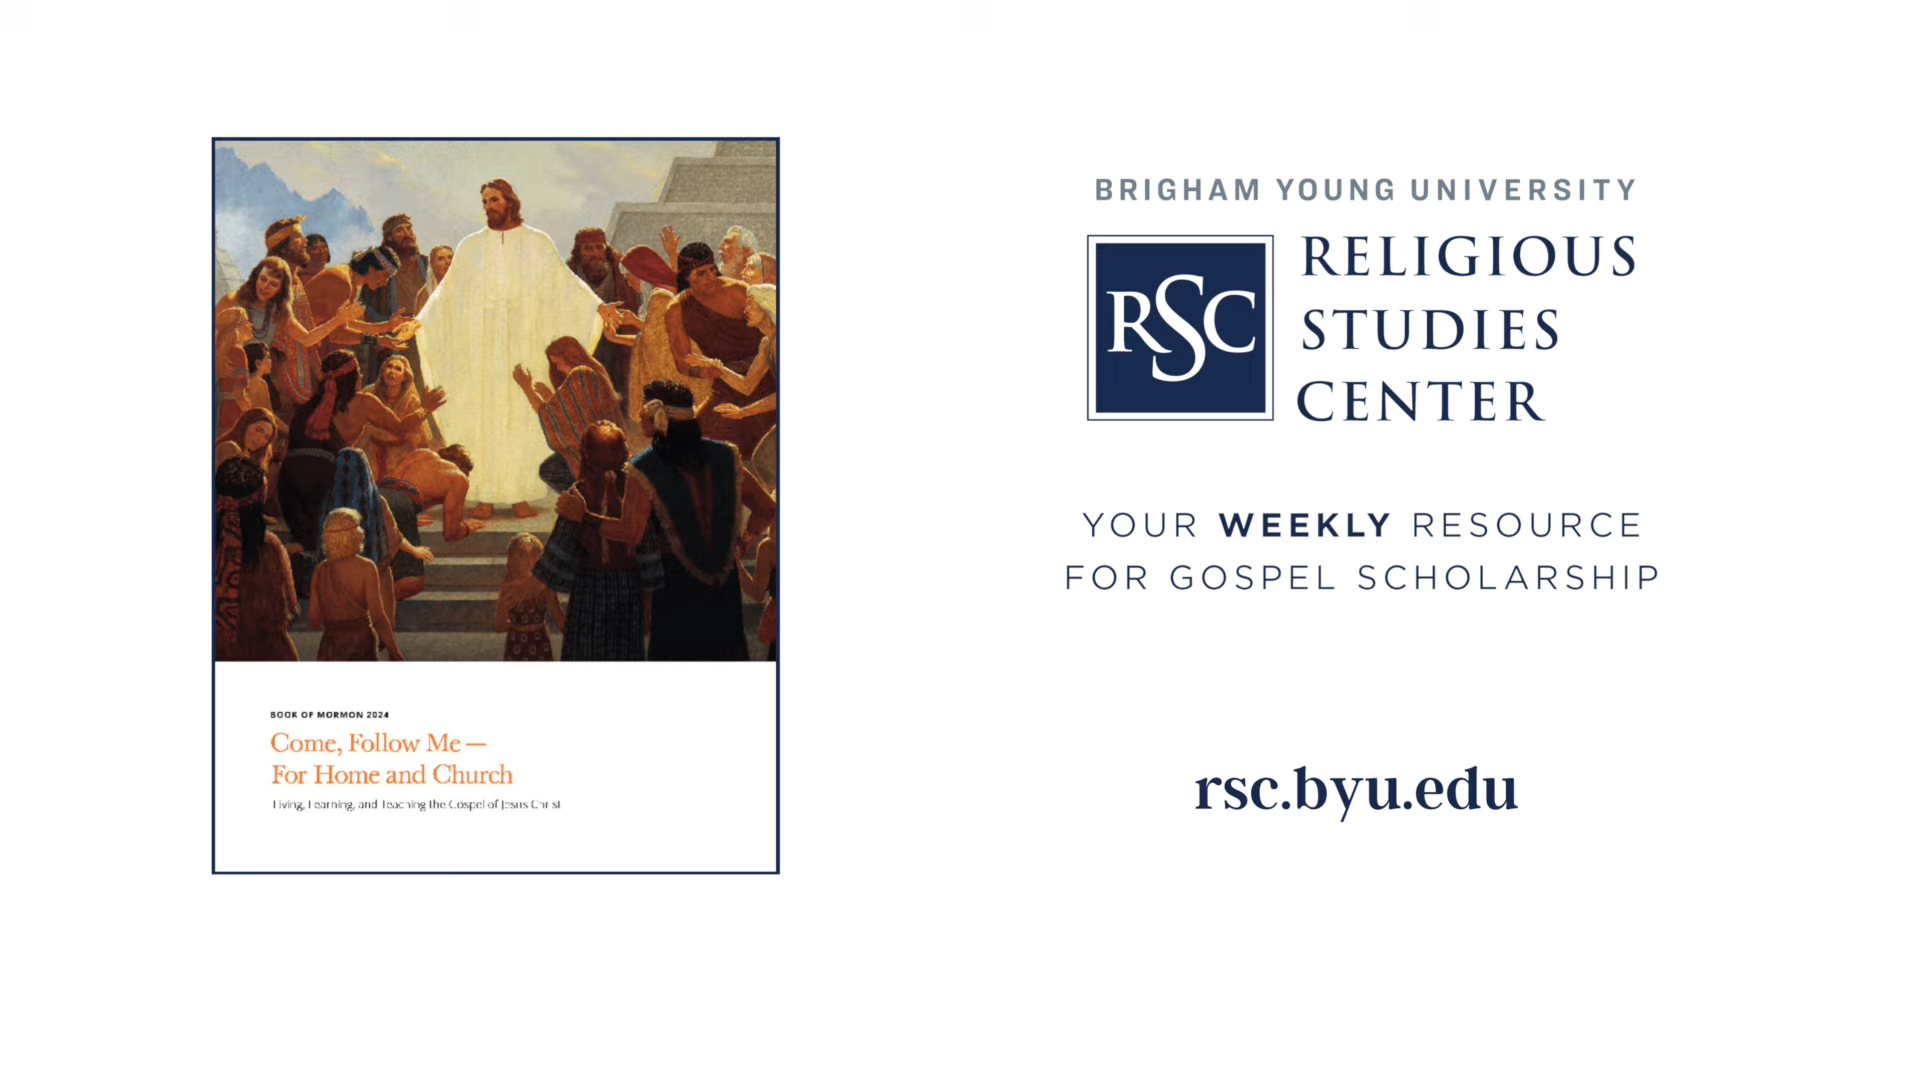 BOOK OF MORMON 2024
Come, Follow Me—
For Home and Church
Living, Learning, and Teaching the Gospel of Jesus Christ
BRIGHAM YOUNG UNIVERSITY
RSC
RELIGIOUS
STUDIES
CENTER
YOUR WEEKLY RESOURCE
FOR GOSPEL SCHOLARSHIP
rsc.byu.edu